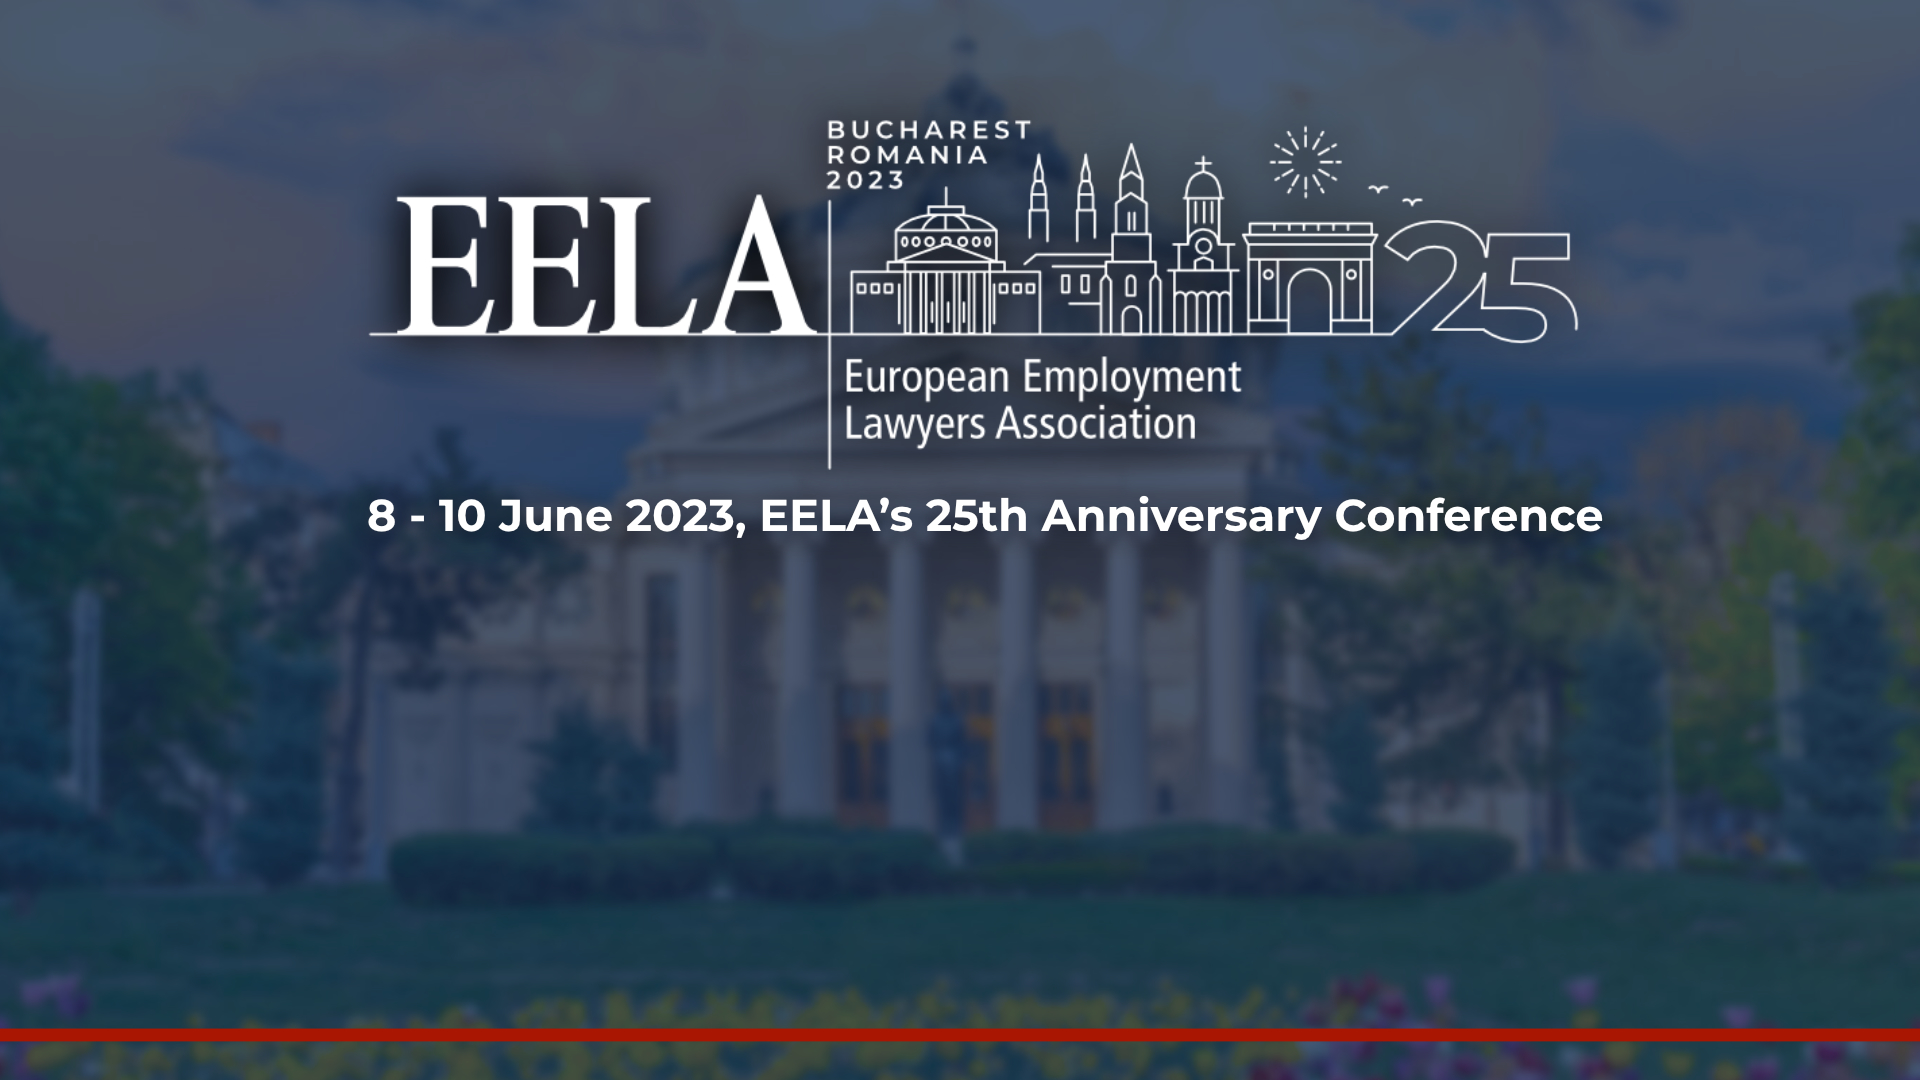 BUCHAREST
ROMANIA
2023
EELA
25
European Employment
Lawyers Association
8 - 10 June 2023, EELA’s 25th Anniversary Conference